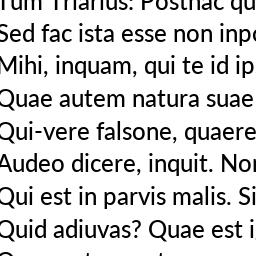 Tum Triarius: Posthac qu
Sed fac ista esse non inpo
Mihi, inquam, qui te id ip
Quae autem natura suae
Qui-vere falsone, quaere
Audeo dicere, inquit. Nor
Qui est in parvis malis. Si
Quid adiuvas? Quae est i